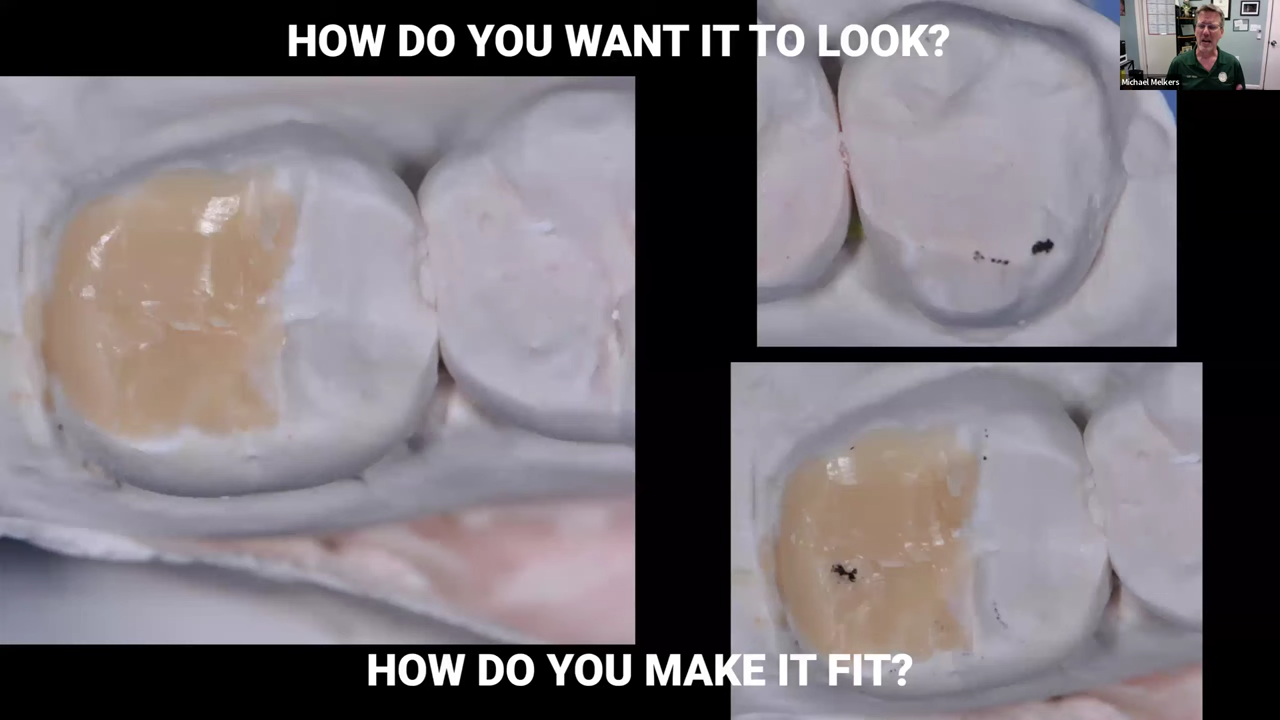 HOW DO YOU WANT IT TO LOOK?
Michael Melkers
HOW DO YOU MAKE IT FIT?